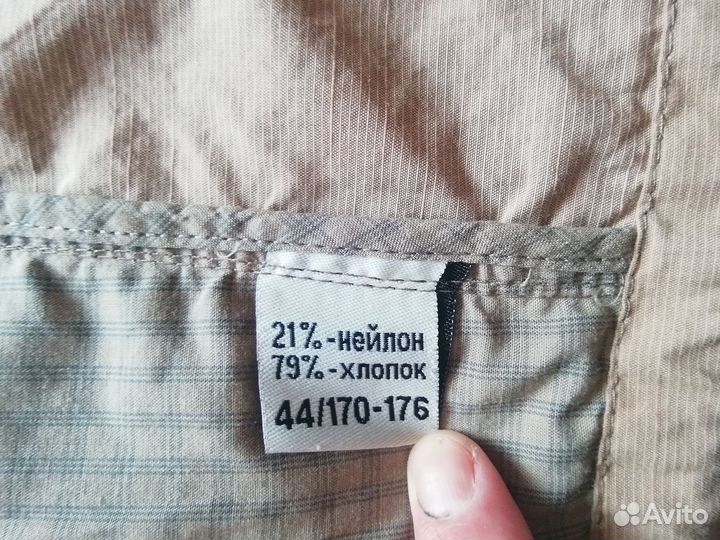 21%-нейлон
79%-хлопок
44/170-176
Avito